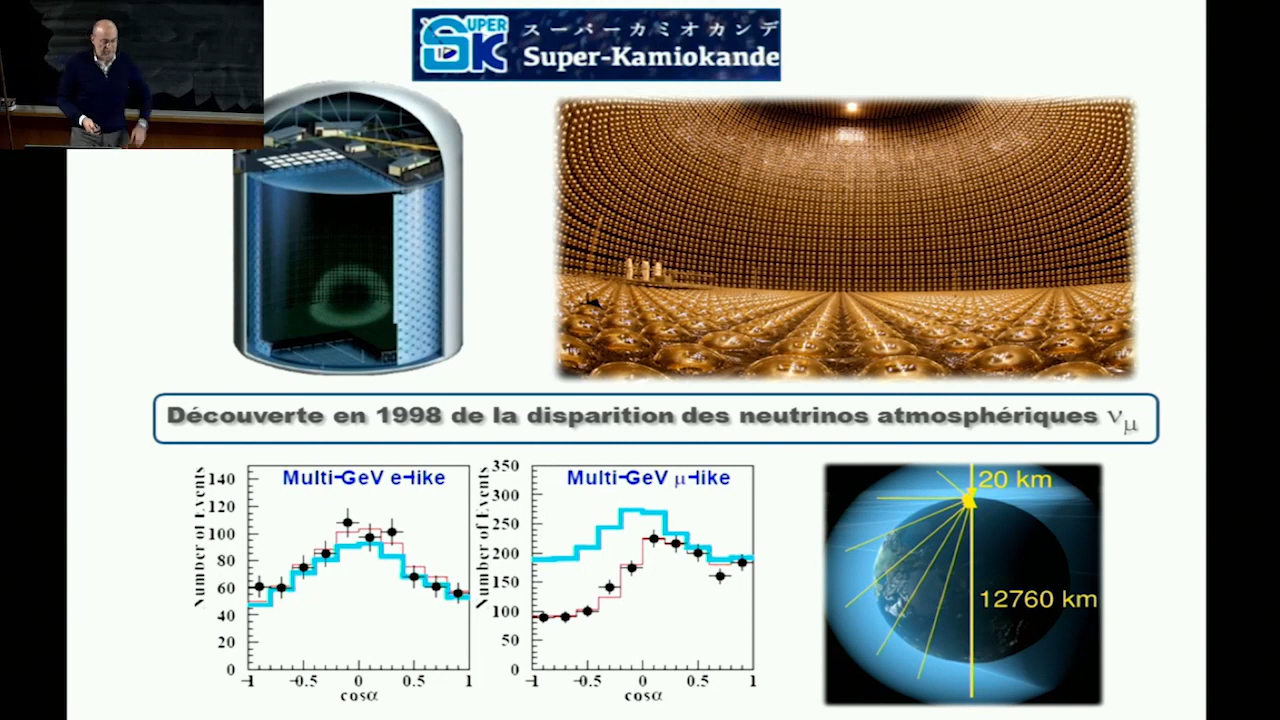 SUPER SK
スーパーカミオカンデ
Super-Kamiokande
Découverte en 1998 de la disparition des neutrinos atmosphériques νμ
Multi-GeV e-like
Number of Events
140
120
100
80
60
40
20
0
-1 -0.5 0 0.5 1
cosα
Multi-GeV μ-like
Number of Events
350
300
250
200
150
100
50
0
-1 -0.5 0 0.5 1
cosα
20 km
12760 km